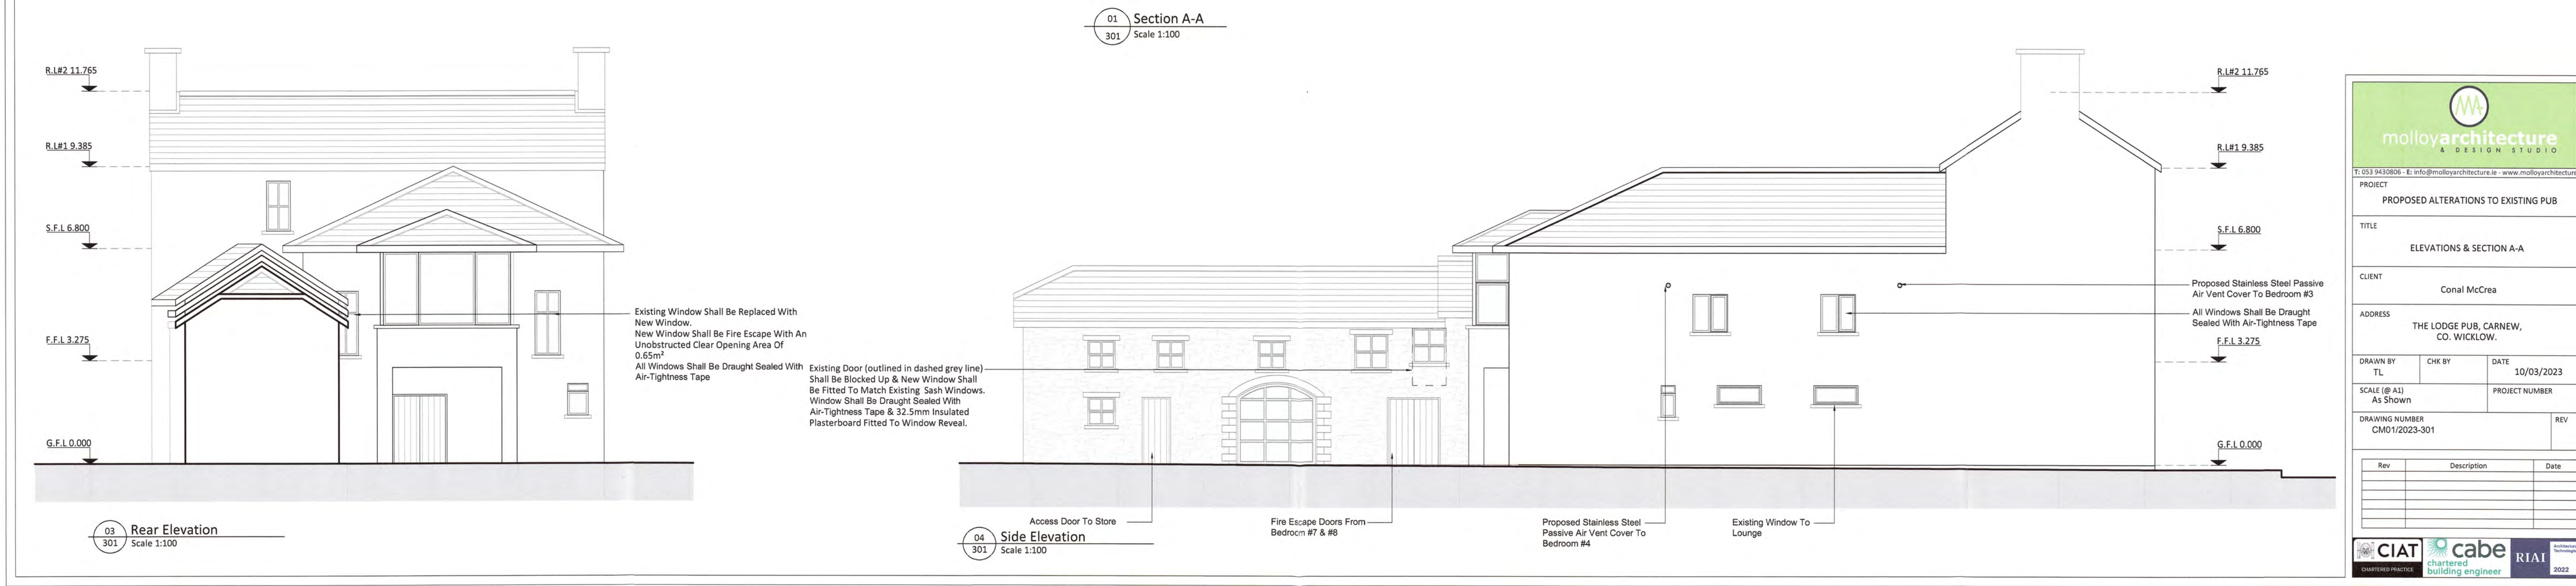 01
301
Section A-A
Scale 1:100
R.L#2 11.765
R.L#1 9.385
S.F.L 6.800
F.F.L 3.275
G.F.L 0.000
Existing Window Shall Be Replaced With
New Window.
New Window Shall Be Fire Escape With An
Unobstructed Clear Opening Area Of
0.65m²
All Windows Shall Be Draught Sealed With
Air-Tightness Tape
03
301
Rear Elevation
Scale 1:100
Existing Door (outlined in dashed grey line)
Shall Be Blocked Up & New Window Shall
Be Fitted To Match Existing Sash Windows.
Window Shall Be Draught Sealed With
Air-Tightness Tape & 32.5mm Insulated
Plasterboard Fitted To Window Reveal.
R.L#2 11.765
R.L#1 9.385
S.F.L 6.800
Proposed Stainless Steel Passive
Air Vent Cover To Bedroom #3
All Windows Shall Be Draught
Sealed With Air-Tightness Tape
F.F.L 3.275
G.F.L 0.000
Access Door To Store
Fire Escape Doors From
Bedroom #7 & #8
Proposed Stainless Steel
Passive Air Vent Cover To
Bedroom #4
Existing Window To
Lounge
04
301
Side Elevation
Scale 1:100
MA
molloyarchitecture
& DESIGN STUDIO
T: 053 9430806 - E: info@molloyarchitecture.ie - www.molloyarchitecture
PROJECT
PROPOSED ALTERATIONS TO EXISTING PUB
TITLE
ELEVATIONS & SECTION A-A
CLIENT
Conal McCrea
ADDRESS
THE LODGE PUB, CARNEW,
CO. WICKLOW.
DRAWN BY
TL
CHK BY
DATE
10/03/2023
SCALE (@ A1)
As Shown
PROJECT NUMBER
DRAWING NUMBER
CM01/2023-301
REV
Rev Description Date
CIAT
CHARTERED PRACTICE
cabe
chartered
building engineer
RIAI
2022